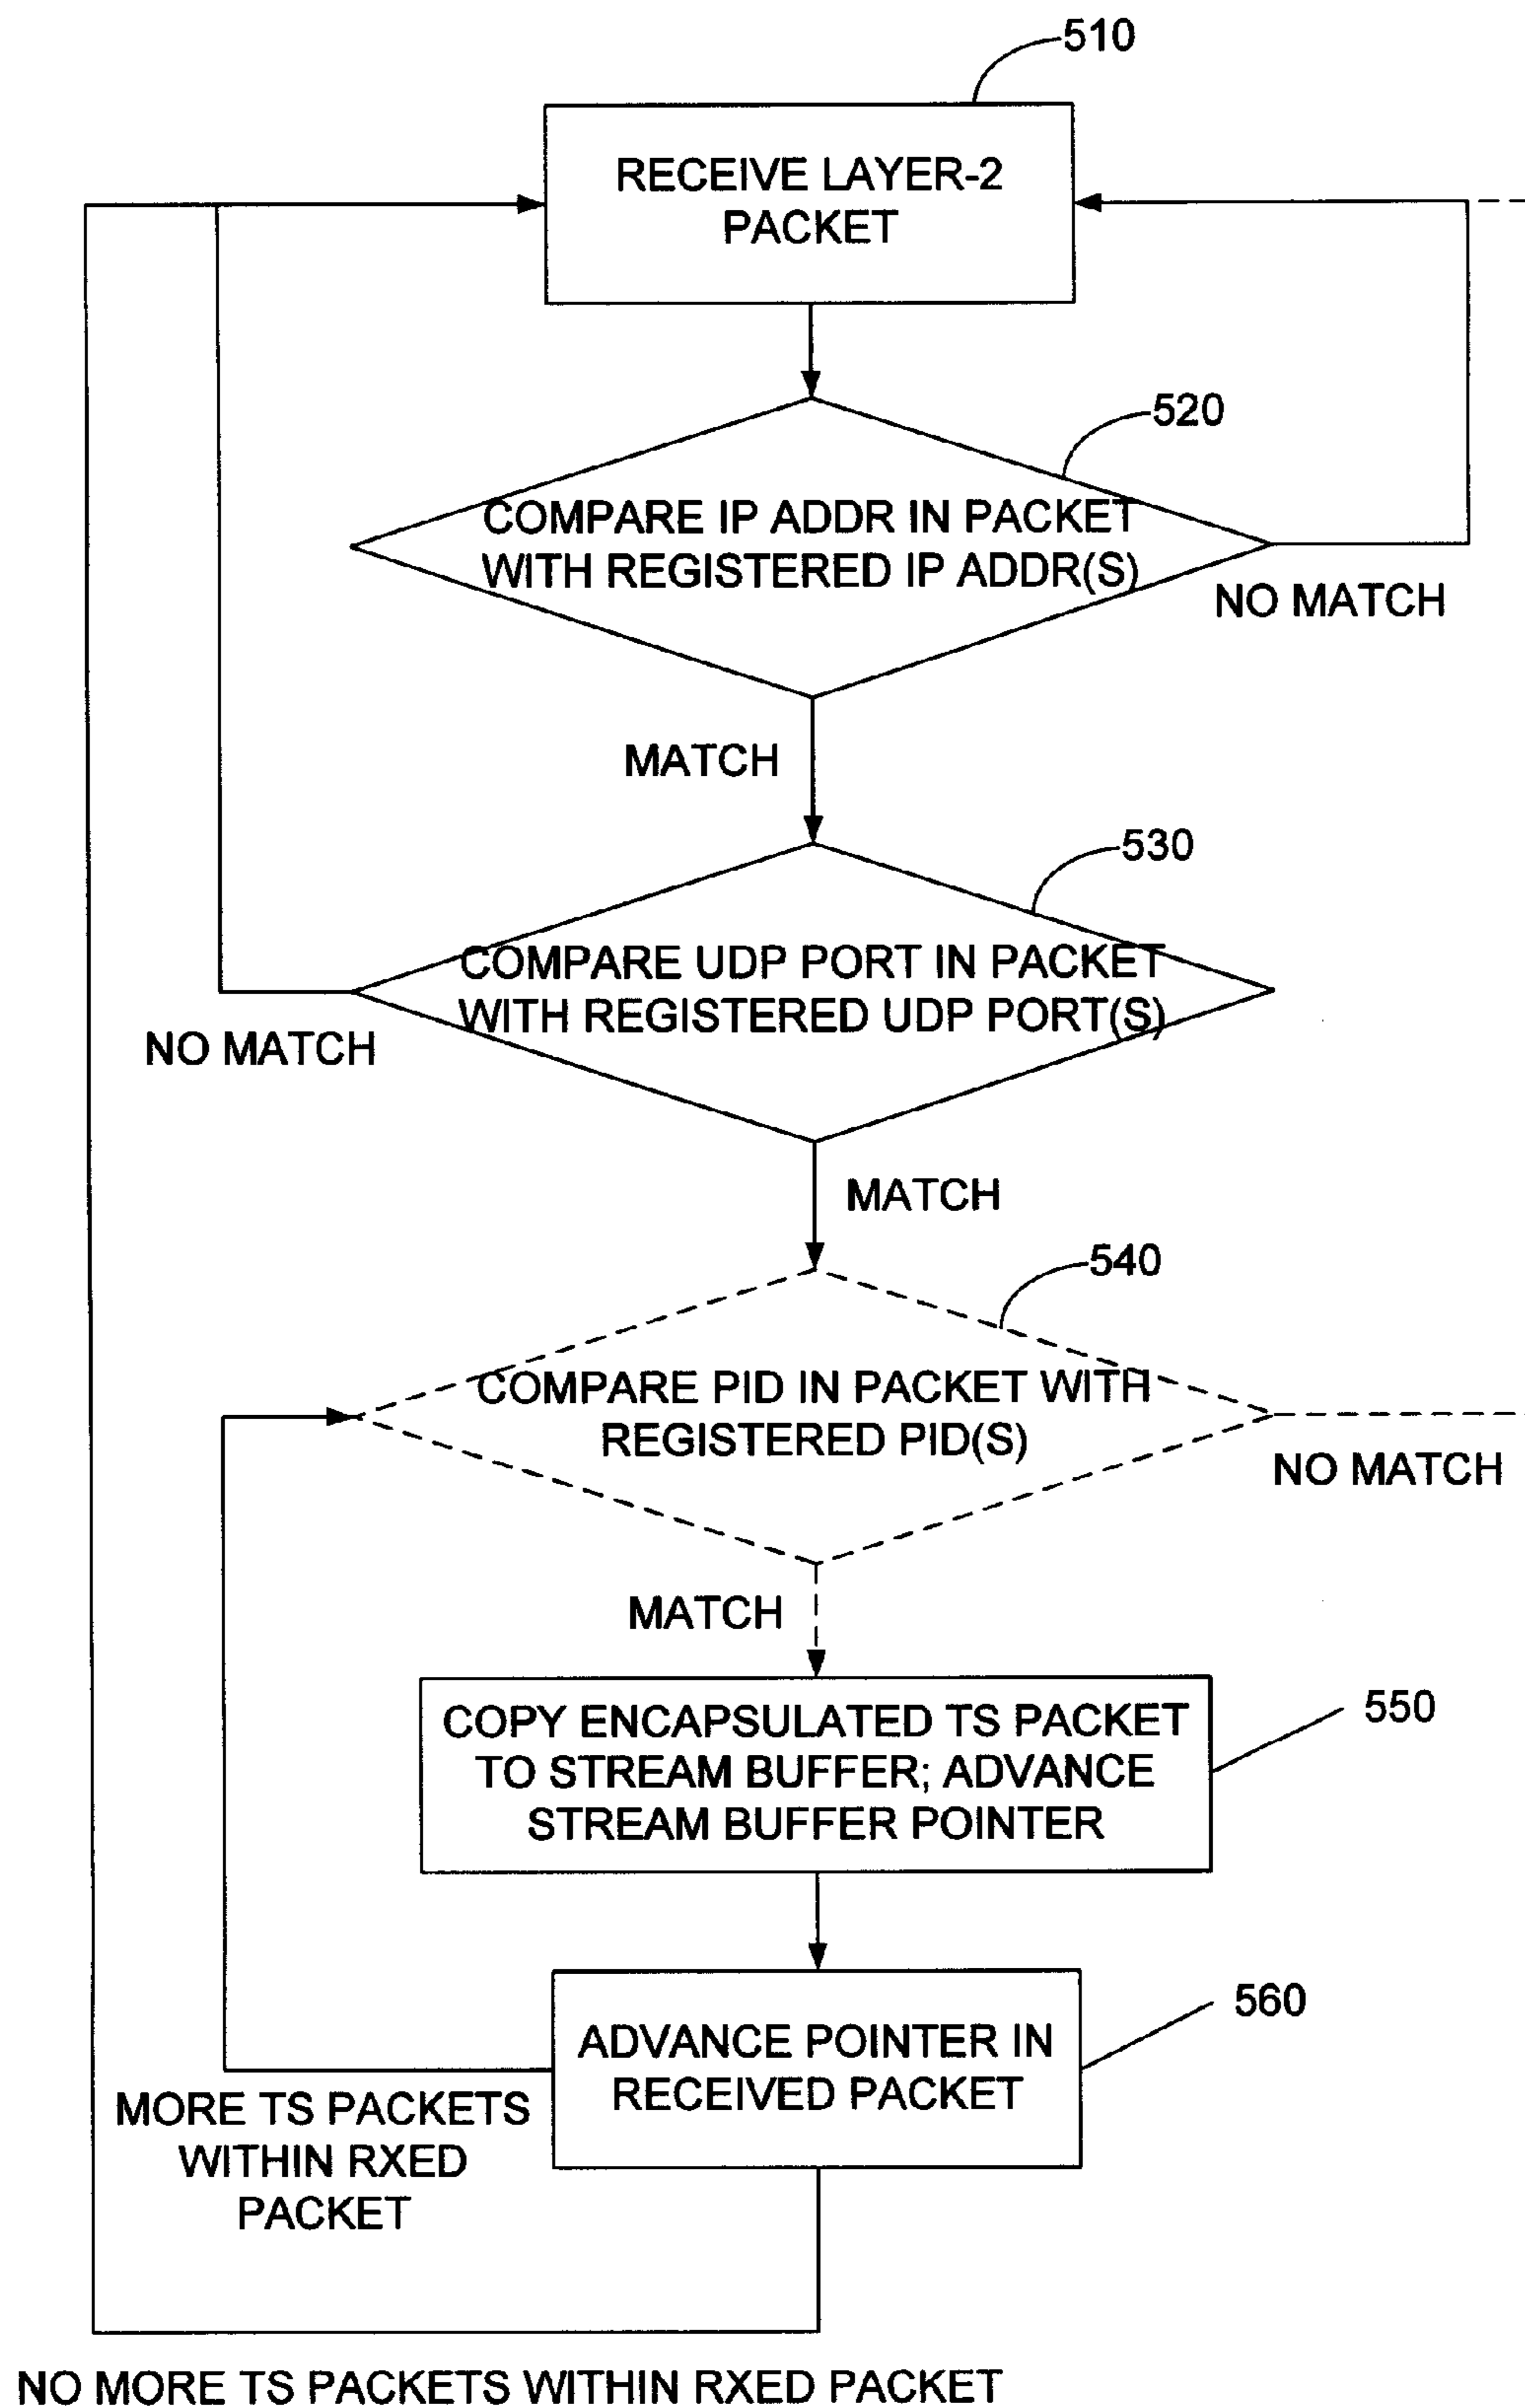 510
RECEIVE LAYER-2
PACKET
520
COMPARE IP ADDR IN PACKET
WITH REGISTERED IP ADDR(S)
NO MATCH
MATCH
530
COMPARE UDP PORT IN PACKET
WITH REGISTERED UDP PORT(S)
NO MATCH
MATCH
540
COMPARE PID IN PACKET WITH
REGISTERED PID(S)
NO MATCH
MATCH
550
COPY ENCAPSULATED TS PACKET
TO STREAM BUFFER; ADVANCE
STREAM BUFFER POINTER
560
ADVANCE POINTER IN
RECEIVED PACKET
MORE TS PACKETS
WITHIN RXED
PACKET
NO MORE TS PACKETS WITHIN RXED PACKET